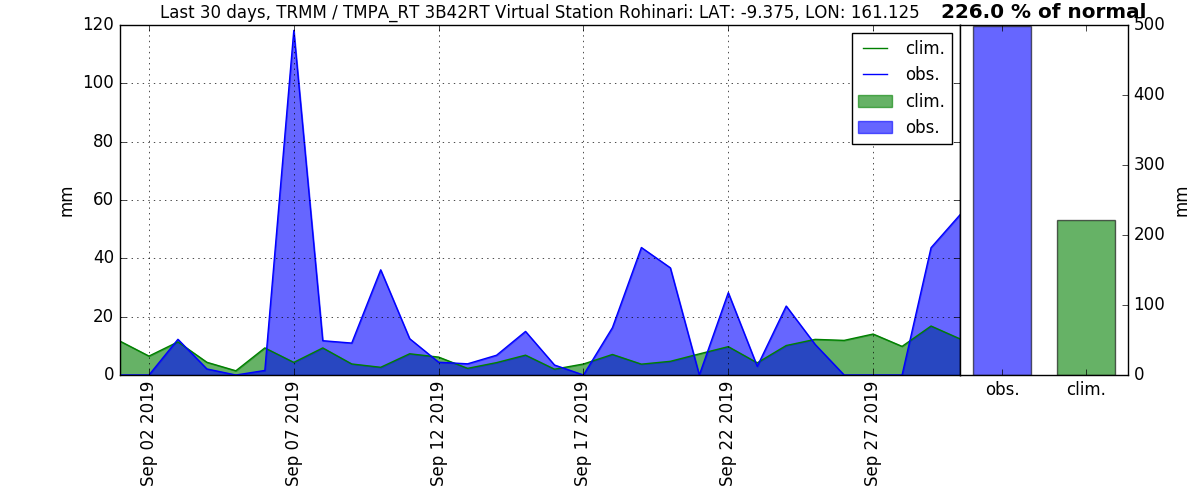 Last 30 days, TRMM / TMPA_RT 3B42RT Virtual Station Rohinari: LAT: -9.375, LON: 161.125
226.0 % of normal
120
100
80
60
40
20
0
mm
clim.
obs.
clim.
obs.
500
400
300
200
100
0
mm
Sep 02 2019
Sep 07 2019
Sep 12 2019
Sep 17 2019
Sep 22 2019
Sep 27 2019
obs.
clim.